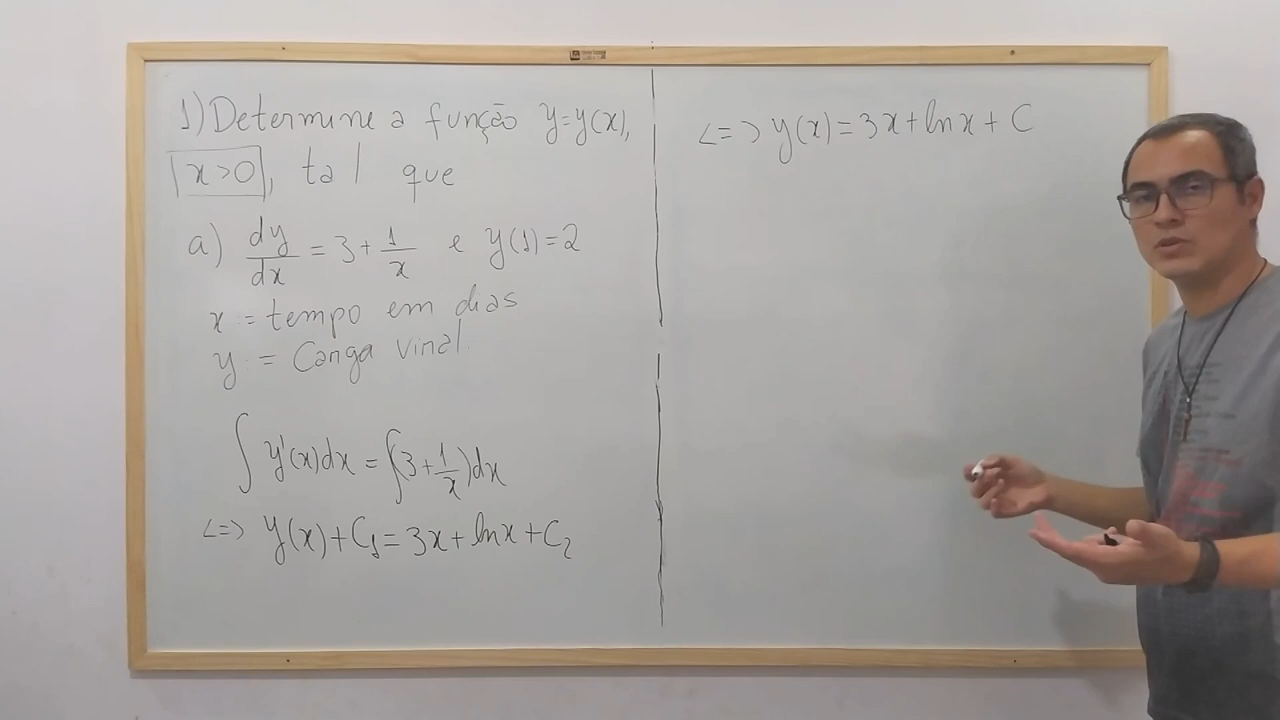 1) Determine a função y=y(x),
x>0, tal que
a) dy/dx = 3 + 1/x e y(1)=2
x := tempo em dias
y := Carga viral.
∫ y'(x)dx = ∫(3+1/x)dx
<=> y(x)+C₁=3x+lnx+C₂
<=> y(x)=3x+lnx+C